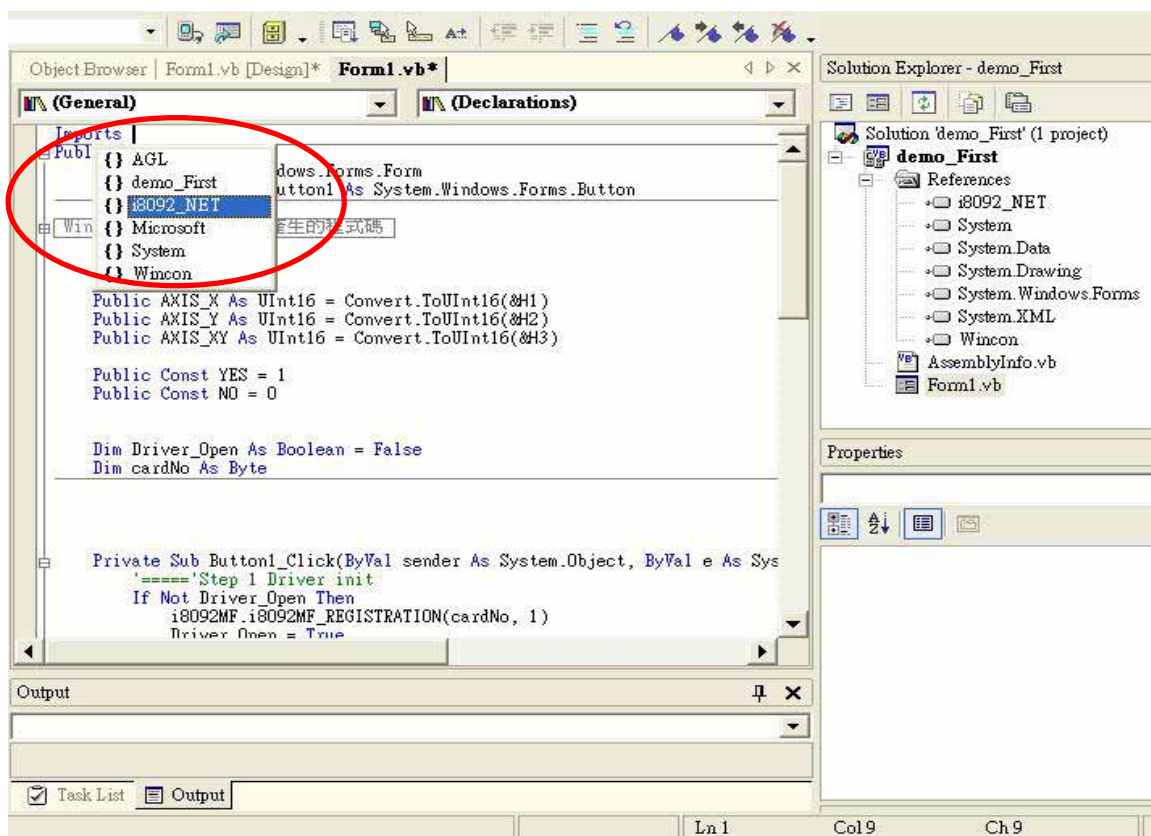 Object Browser | Form1.vb [Design]* Form1.vb*
(General) (Declarations)
Imports
Publ
{} AGL
{} demo_First
{} i8092_NET
{} Microsoft
{} System
{} Wincon
dows.Forms.Form
utton1 As System.Windows.Forms.Button
Win 產生的程式碼
Public AXIS_X As UInt16 = Convert.ToUInt16(&H1)
Public AXIS_Y As UInt16 = Convert.ToUInt16(&H2)
Public AXIS_XY As UInt16 = Convert.ToUInt16(&H3)
Public Const YES = 1
Public Const NO = 0
Dim Driver_Open As Boolean = False
Dim cardNo As Byte
Private Sub Button1_Click(ByVal sender As System.Object, ByVal e As Sys
'====='Step 1 Driver init
If Not Driver_Open Then
i8092MF.i8092MF_REGISTRATION(cardNo, 1)
Driver_Open = True
Output
Task List Output
Solution Explorer - demo_First
Solution 'demo_First' (1 project)
demo_First
References
i8092_NET
System
System.Data
System.Drawing
System.Windows.Forms
System.XML
Wincon
AssemblyInfo.vb
Form1.vb
Properties
Ln 1 Col 9 Ch 9